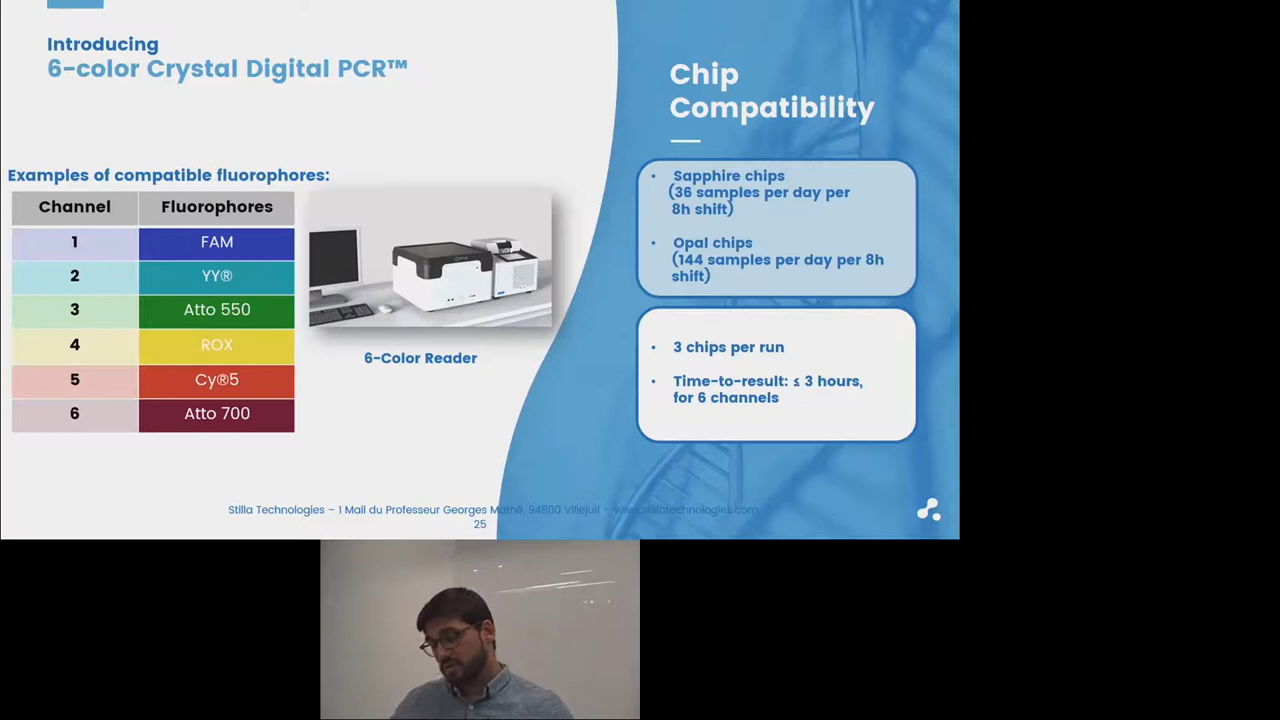 Introducing
6-color Crystal Digital PCR™
Examples of compatible fluorophores:
Channel Fluorophores
1 FAM
2 YY®
3 Atto 550
4 ROX
5 Cy®5
6 Atto 700
6-Color Reader
Chip
Compatibility
• Sapphire chips
(36 samples per day per
8h shift)
• Opal chips
(144 samples per day per 8h
shift)
• 3 chips per run
• Time-to-result: ≤ 3 hours,
for 6 channels
Stilla Technologies – 1 Mail du Professeur Georges Mathé, 94800 Villejuif – www.stillatechnologies.com
25